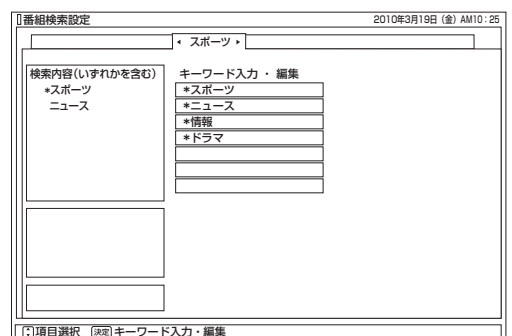 番組検索設定 2010年3月19日(金) AM10:25
スポーツ
検索内容(いずれかを含む)
*スポーツ
ニュース
キーワード入力・編集
*スポーツ
*ニュース
*情報
*ドラマ
項目選択 決定 キーワード入力・編集